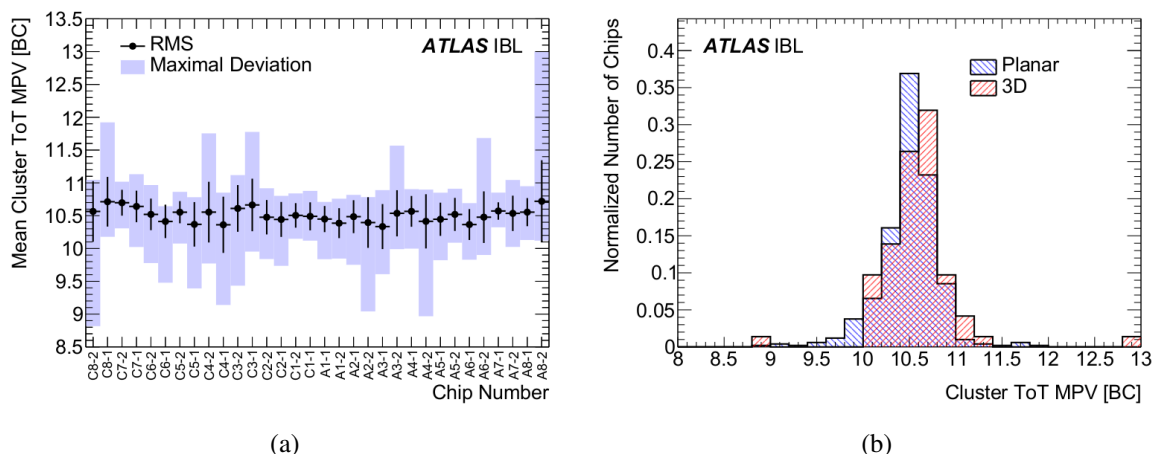 13.5
13
12.5
12
11.5
11
10.5
10
9.5
9
8.5
Mean Cluster ToT MPV [BC]
RMS
Maximal Deviation
ATLAS IBL
C8-2 C8-1 C7-2 C7-1 C6-2 C6-1 C5-2 C5-1 C4-2 C4-1 C3-2 C3-1 C2-2 C2-1 C1-2 C1-1 A1-1 A1-2 A2-1 A2-2 A3-1 A3-2 A4-1 A4-2 A5-1 A5-2 A6-1 A6-2 A7-1 A7-2 A8-1 A8-2
Chip Number
(a)
0.4
0.35
0.3
0.25
0.2
0.15
0.1
0.05
0
Normalized Number of Chips
ATLAS IBL
Planar
3D
8 8.5 9 9.5 10 10.5 11 11.5 12 12.5 13
Cluster ToT MPV [BC]
(b)